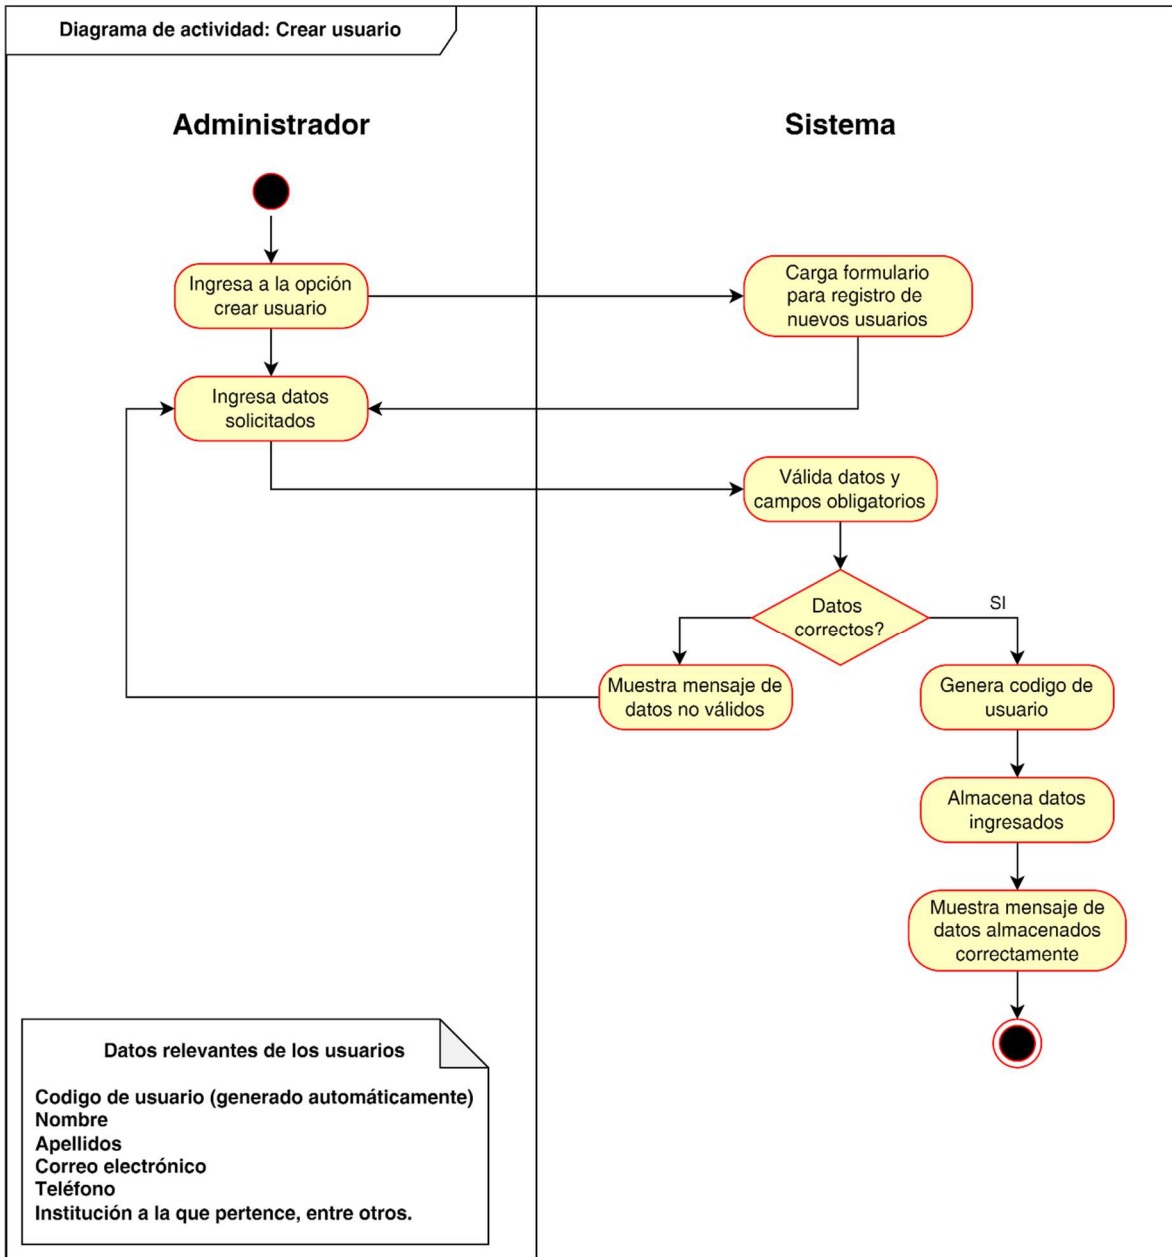 Diagrama de actividad: Crear usuario
Administrador
Sistema
Ingresa a la opción
crear usuario
Carga formulario
para registro de
nuevos usuarios
Ingresa datos
solicitados
Válida datos y
campos obligatorios
Datos
correctos?
SI
Muestra mensaje de
datos no válidos
Genera codigo de
usuario
Almacena datos
ingresados
Muestra mensaje de
datos almacenados
correctamente
Datos relevantes de los usuarios
Codigo de usuario (generado automáticamente)
Nombre
Apellidos
Correo electrónico
Teléfono
Institución a la que pertence, entre otros.